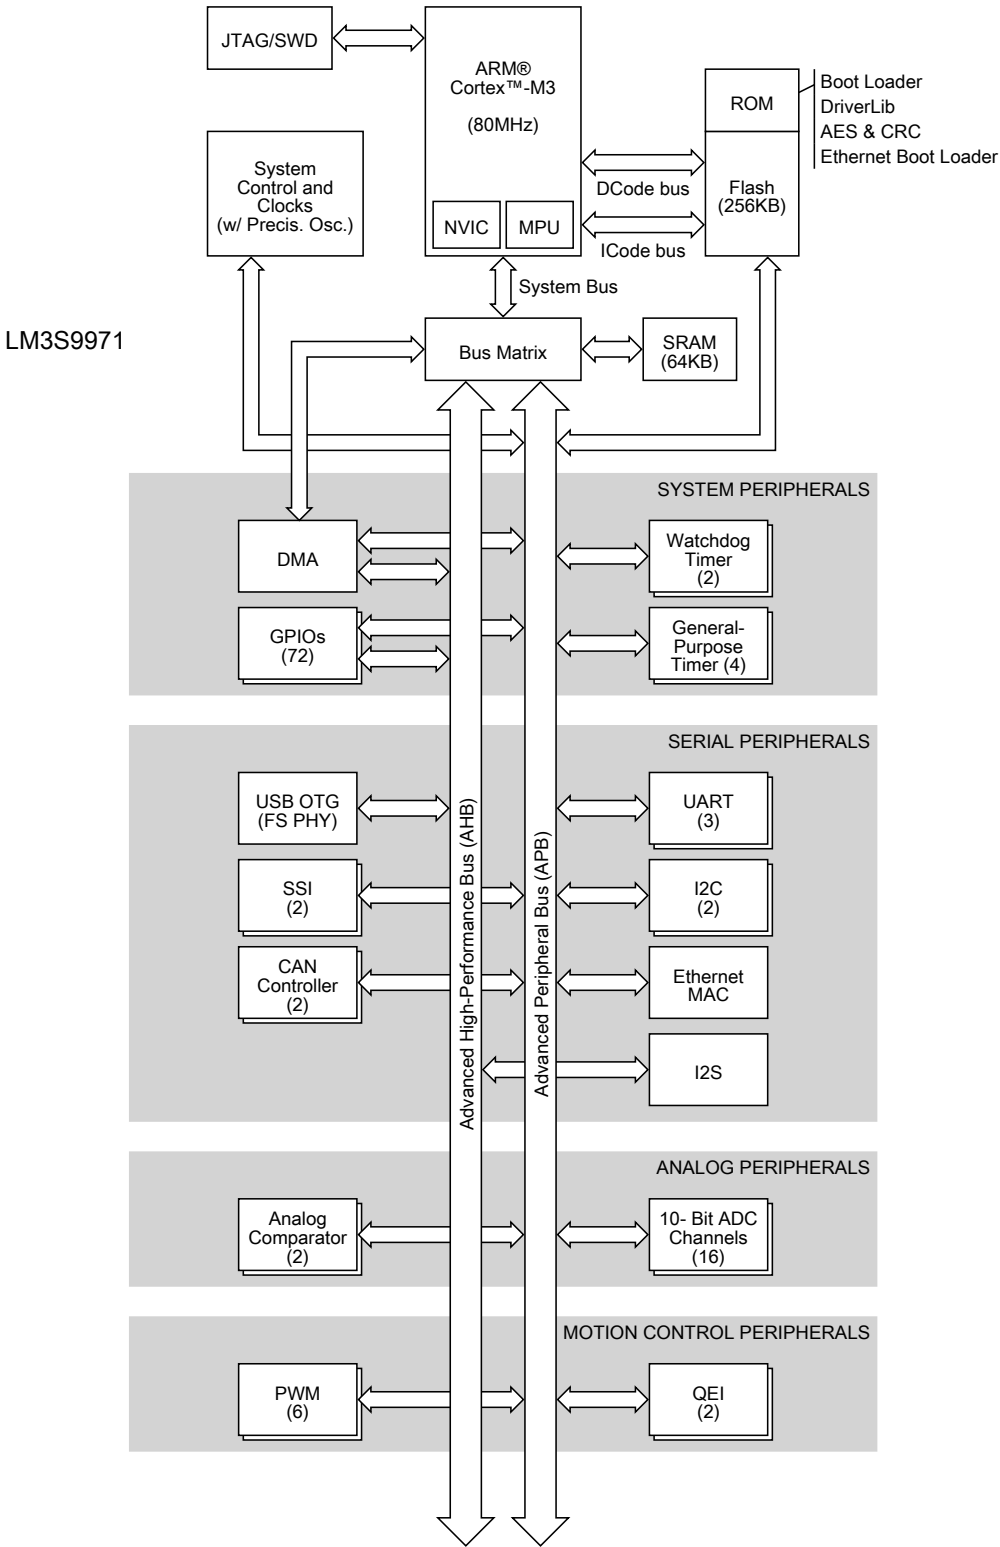 JTAG/SWD
ARM®
Cortex™-M3
(80MHz)
NVIC
MPU
ROM
Flash
(256KB)
Boot Loader
DriverLib
AES & CRC
Ethernet Boot Loader
DCode bus
ICode bus
System
Control and
Clocks
(w/ Precis. Osc.)
System Bus
LM3S9971
Bus Matrix
SRAM
(64KB)
SYSTEM PERIPHERALS
DMA
Watchdog
Timer
(2)
GPIOs
(72)
General-
Purpose
Timer (4)
SERIAL PERIPHERALS
USB OTG
(FS PHY)
UART
(3)
SSI
(2)
I2C
(2)
CAN
Controller
(2)
Ethernet
MAC
I2S
Advanced High-Performance Bus (AHB)
Advanced Peripheral Bus (APB)
ANALOG PERIPHERALS
Analog
Comparator
(2)
10- Bit ADC
Channels
(16)
MOTION CONTROL PERIPHERALS
PWM
(6)
QEI
(2)